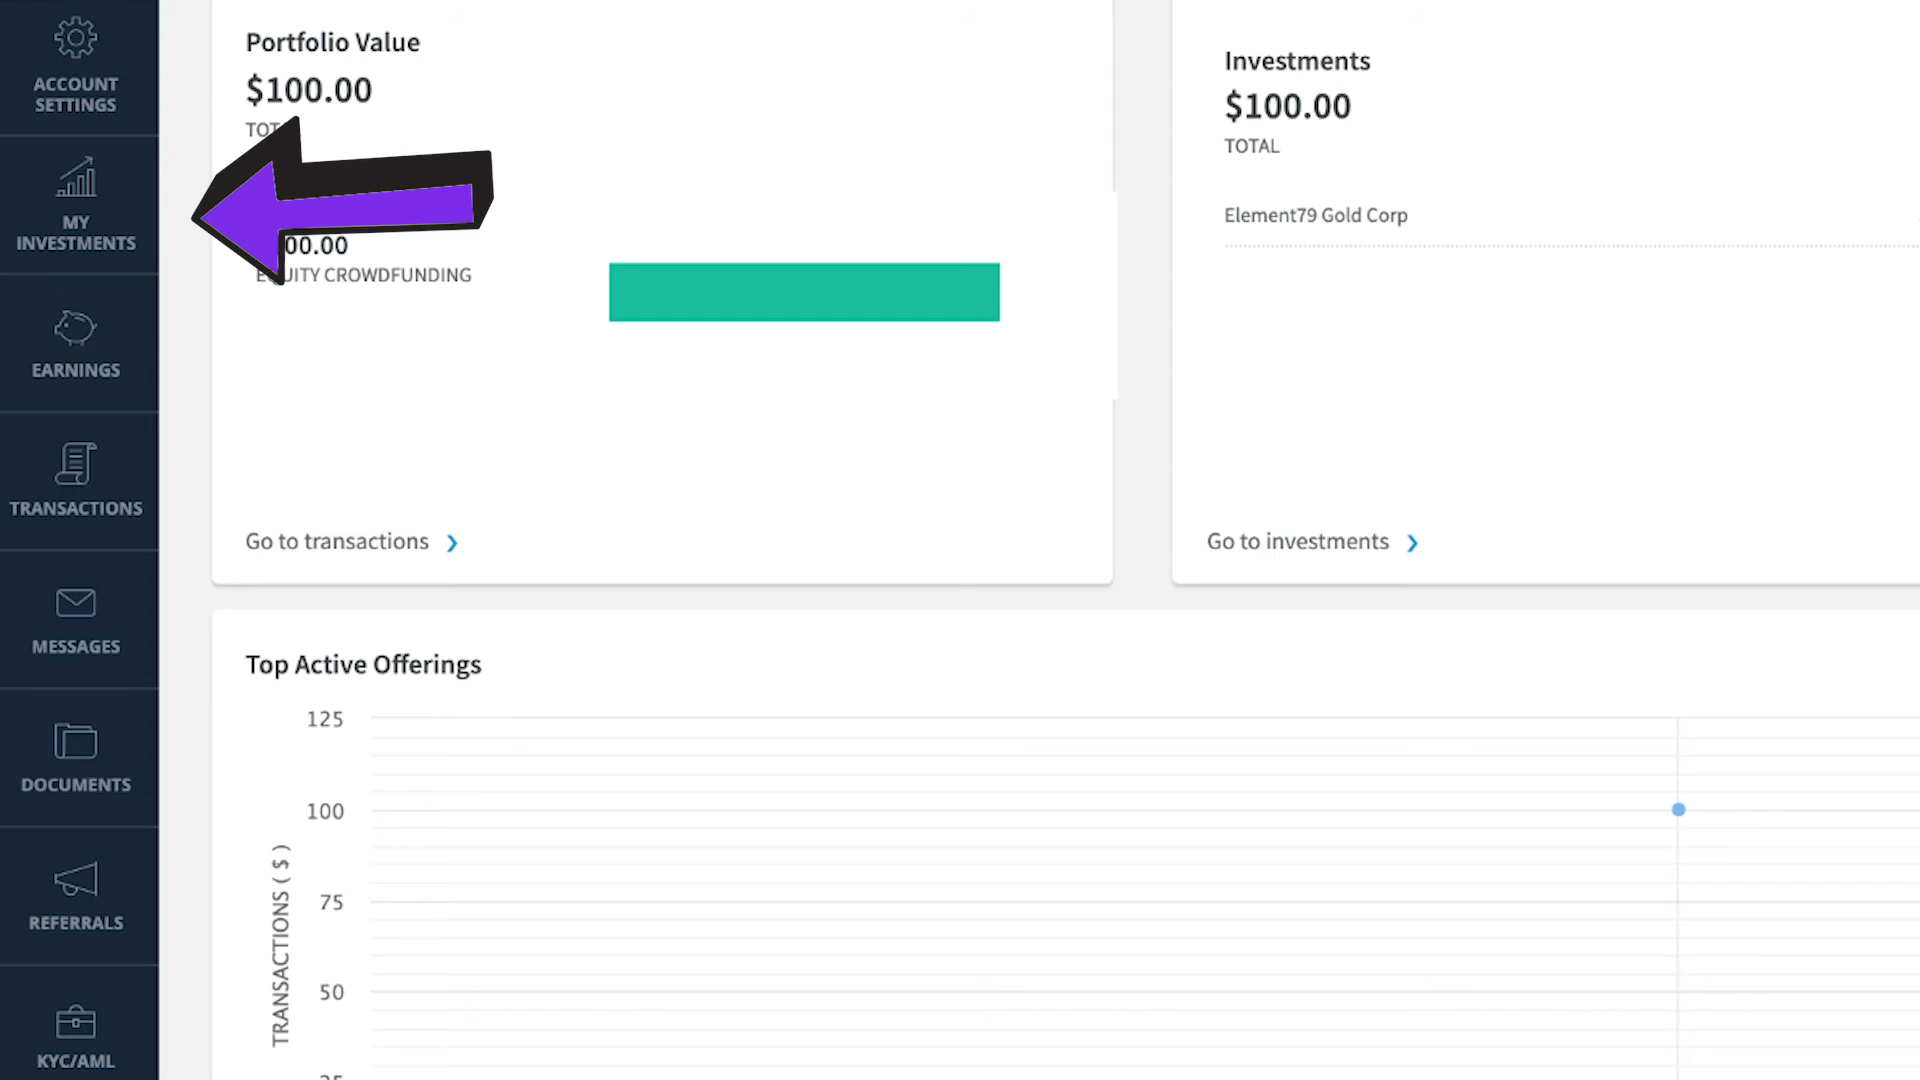 ACCOUNT
SETTINGS
MY
INVESTMENTS
EARNINGS
TRANSACTIONS
MESSAGES
DOCUMENTS
REFERRALS
KYC/AML
Portfolio Value
$100.00
00.00
CROWDFUNDING
Go to transactions
Investments
$100.00
TOTAL
Element79 Gold Corp
Go to investments
Top Active Offerings
125
100
75
50
TRANSACTIONS ( $ )